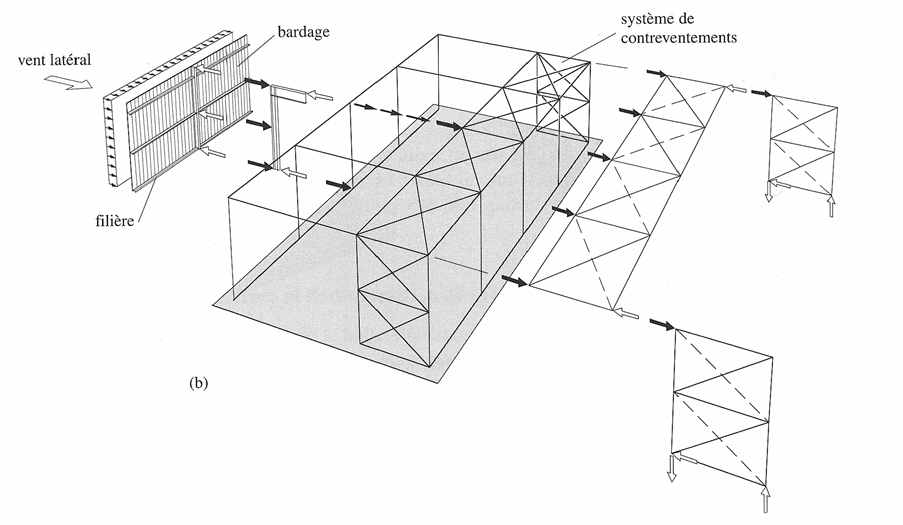 système de
contreventements
bardage
vent latéral
filière
(b)